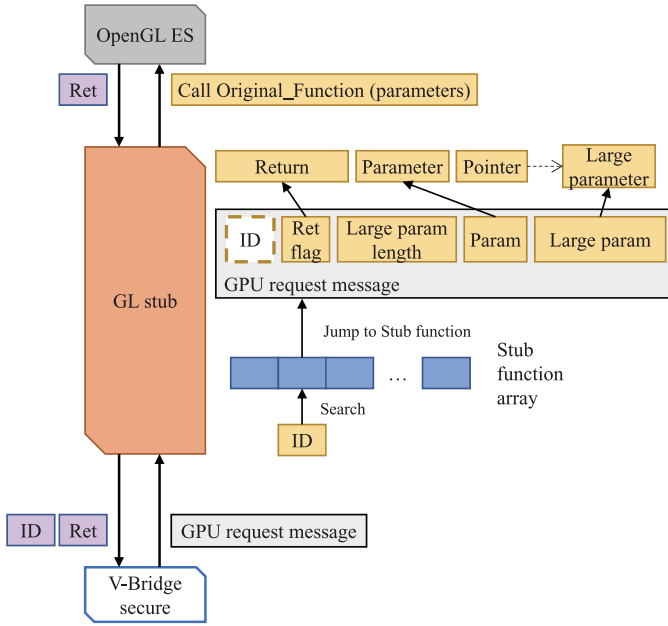 OpenGL ES
Ret
Call Original_Function (parameters)
Return
Parameter
Pointer
Large
parameter
ID
Ret
flag
Large param
length
Param
Large param
GPU request message
GL stub
Jump to Stub function
...
Stub
function
array
Search
ID
ID
Ret
GPU request message
V-Bridge
secure